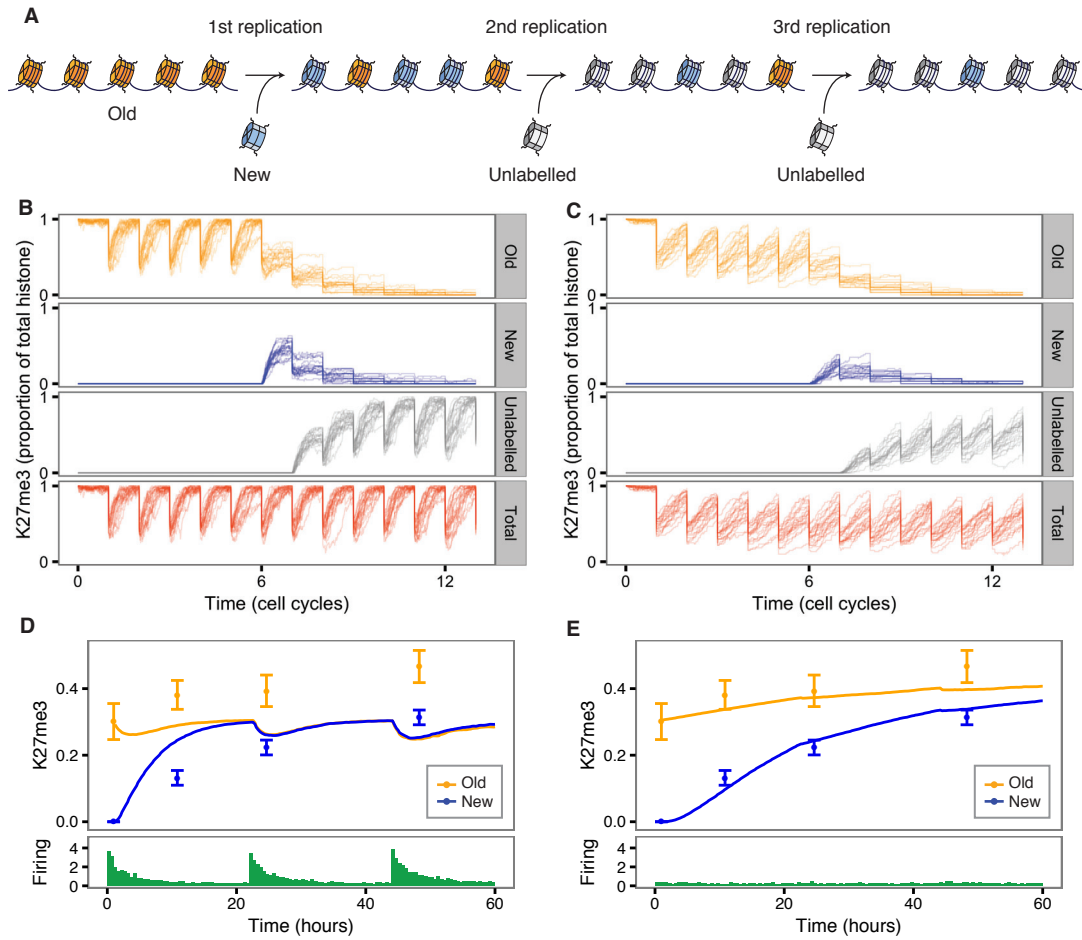 A
1st replication
2nd replication
3rd replication
Old
New
Unlabelled
Unlabelled
B
K27me3 (proportion of total histone)
1
0
1
0
1
0
1
0
Old
New
Unlabelled
Total
0
6
12
Time (cell cycles)
C
K27me3 (proportion of total histone)
1
0
1
0
1
0
1
0
Old
New
Unlabelled
Total
0
6
12
Time (cell cycles)
D
K27me3
0.4
0.2
0.0
Old
New
Firing
4
2
0
0
20
40
60
Time (hours)
E
K27me3
0.4
0.2
0.0
Old
New
Firing
4
2
0
0
20
40
60
Time (hours)